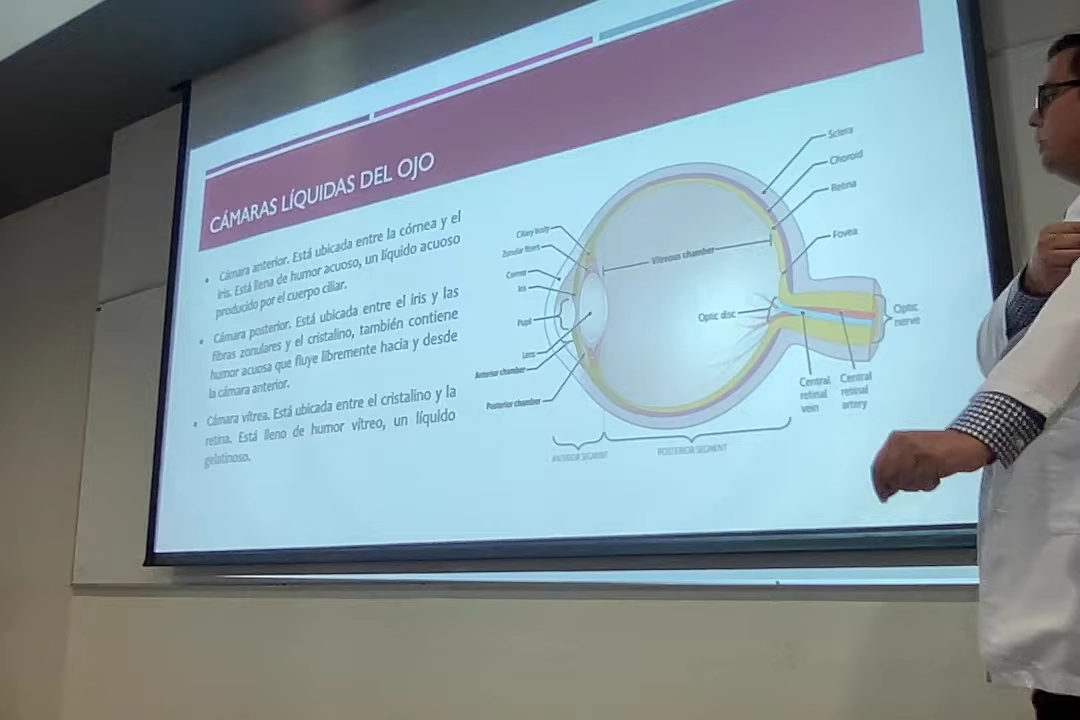 CÁMARAS LÍQUIDAS DEL OJO
• Cámara anterior. Está ubicada entre la córnea y el
iris. Está llena de humor acuoso, un líquido acuoso
producido por el cuerpo ciliar.
• Cámara posterior. Está ubicada entre el iris y las
fibras zonulares y el cristalino, también contiene
humor acuosa que fluye libremente hacia y desde
la cámara anterior.
• Cámara vítrea. Está ubicada entre el cristalino y la
retina. Está lleno de humor vítreo, un líquido
gelatinoso.
Sclera
Choroid
Retina
Fovea
Ciliary body
Zonular fibers
Cornea
Iris
Pupil
Lens
Anterior chamber
Posterior chamber
Vitreous chamber
Optic disc
Optic
nerve
Central
retinal
vein
Central
retinal
artery
ANTERIOR SEGMENT
POSTERIOR SEGMENT